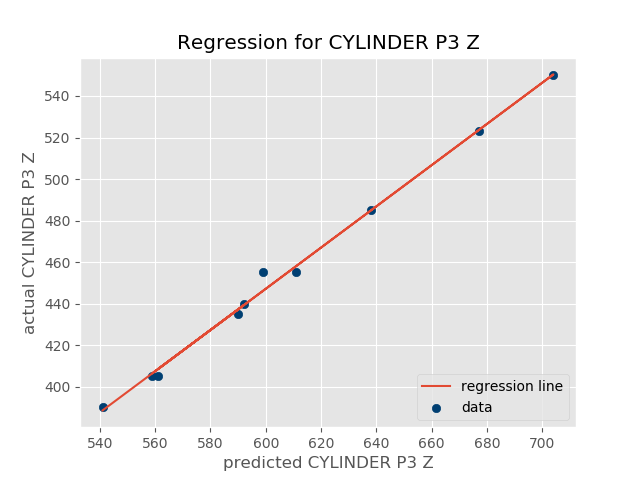 Regression for CYLINDER P3 Z
actual CYLINDER P3 Z
540
520
500
480
460
440
420
400
regression line
data
540 560 580 600 620 640 660 680 700
predicted CYLINDER P3 Z